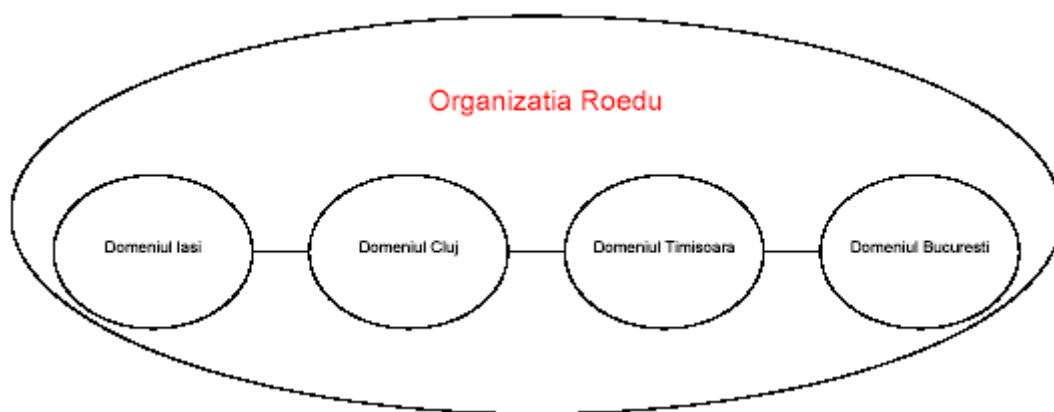 Organizatia Roedu
Domeniul Iasi
Domeniul Cluj
Domeniul Timisoara
Domeniul Bucuresti